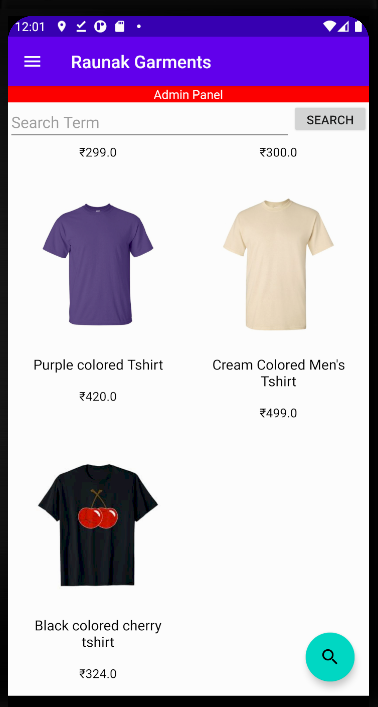 12:01
Raunak Garments
Admin Panel
Search Term
SEARCH
₹299.0
₹300.0
Purple colored Tshirt
₹420.0
Cream Colored Men's
Tshirt
₹499.0
Black colored cherry
tshirt
₹324.0